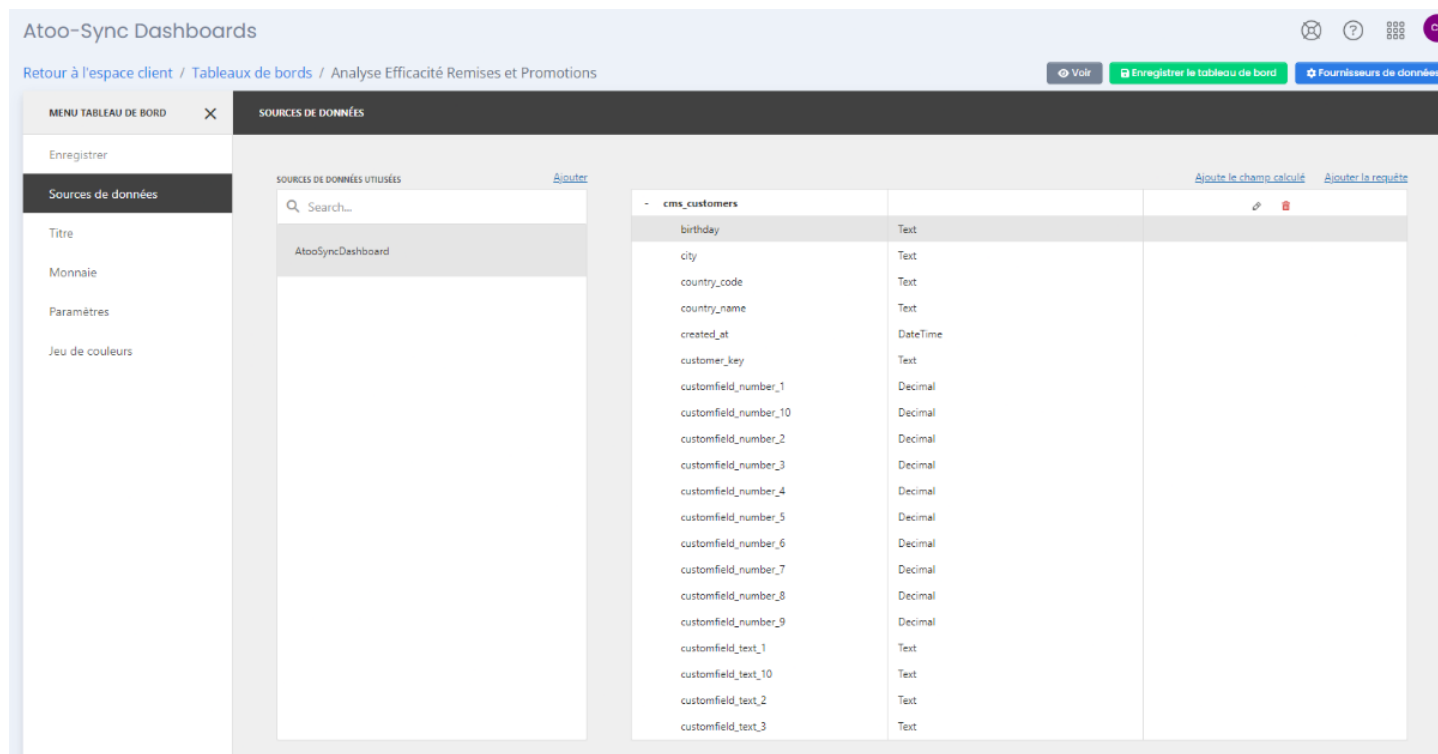 Atoo-Sync Dashboards
Retour à l'espace client / Tableaux de bords / Analyse Efficacité Remises et Promotions
Voir
Enregistrer le tableau de bord
Fournisseurs de données
MENU TABLEAU DE BORD
SOURCES DE DONNÉES
Enregistrer
Sources de données
Titre
Monnaie
Paramètres
Jeu de couleurs
SOURCES DE DONNÉES UTILISÉES
Ajouter
Search...
AtooSyncDashboard
Ajoute le champ calculé
Ajouter la requête
- cms_customers
birthday Text
city Text
country_code Text
country_name Text
created_at DateTime
customer_key Text
customfield_number_1 Decimal
customfield_number_10 Decimal
customfield_number_2 Decimal
customfield_number_3 Decimal
customfield_number_4 Decimal
customfield_number_5 Decimal
customfield_number_6 Decimal
customfield_number_7 Decimal
customfield_number_8 Decimal
customfield_number_9 Decimal
customfield_text_1 Text
customfield_text_10 Text
customfield_text_2 Text
customfield_text_3 Text